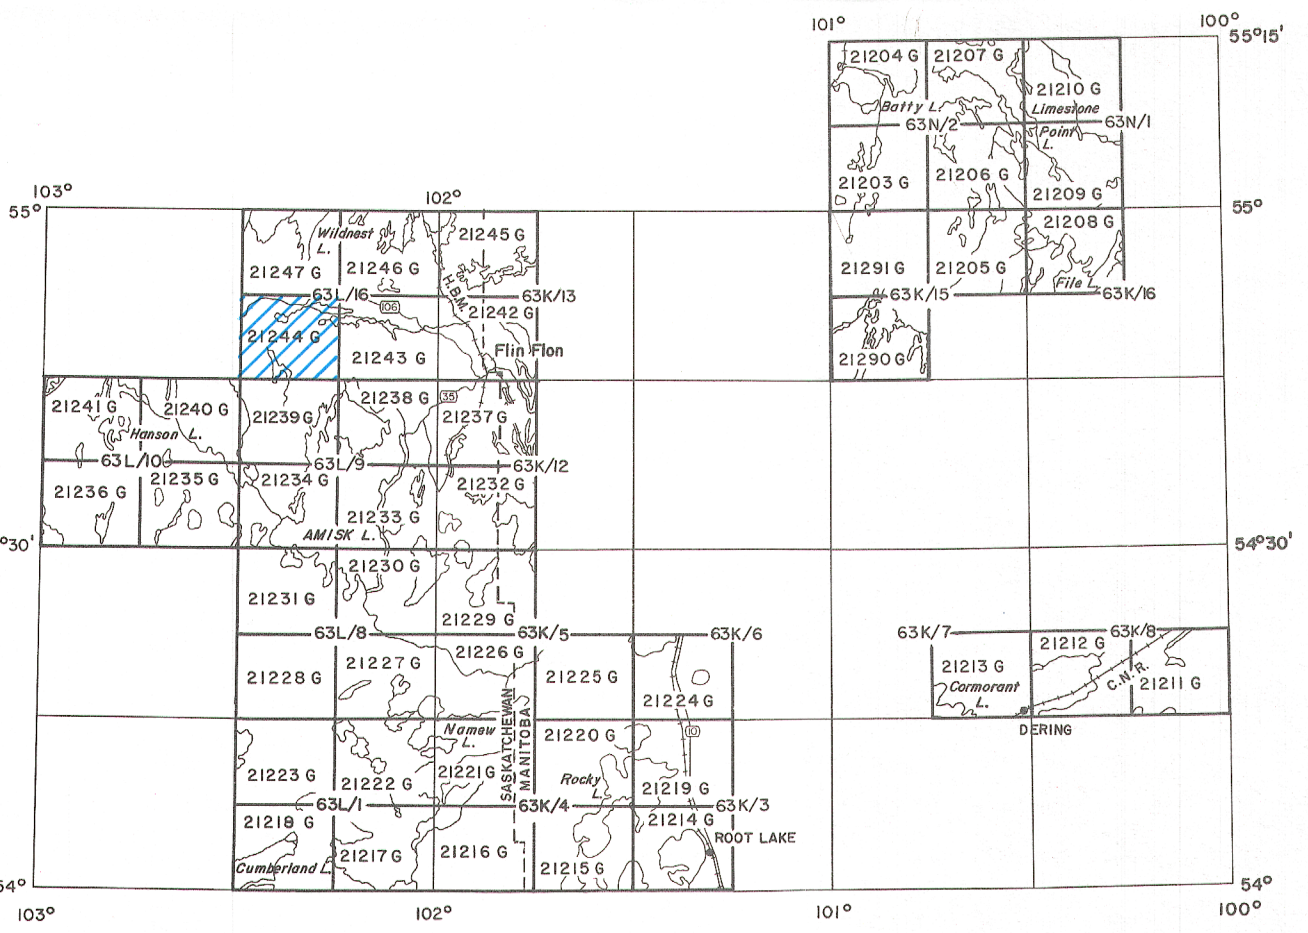 101°
100°
55°15'
21204 G
21207 G
21210 G
Batty L.
Limestone
63N/2
63N/1
Point
L.
21203 G
21206 G
21209 G
103°
102°
55°
55°
21208 G
Wildnest
L.
21245 G
21247 G
21246 G
21291 G
21205 G
File L.
63L/16
H.B.M.
63K/13
63K/15
63K/16
106
21242 G
21244 G
21243 G
Flin Flon
21290 G
21241 G
21240 G
21239 G
21238 G
35
21237 G
Hanson L.
63L/10
63L/9
63K/12
21236 G
21235 G
21234 G
21232 G
21233 G
AMISK L.
°30'
54°30'
21230 G
21231 G
21229 G
63L/8
63K/5
63K/6
63K/7
63K/8
21228 G
21227 G
21226 G
21225 G
21224 G
21213 G
21212 G
21211 G
Cormorant
L.
C.N.R.
DERING
SASKATCHEWAN
MANITOBA
Namew
L.
21220 G
10
21223 G
21222 G
21221 G
Rocky
L.
21219 G
63L/1
63K/4
63K/3
21218 G
21214 G
ROOT LAKE
Cumberland L.
21217 G
21216 G
21215 G
54°
54°
103°
102°
101°
100°